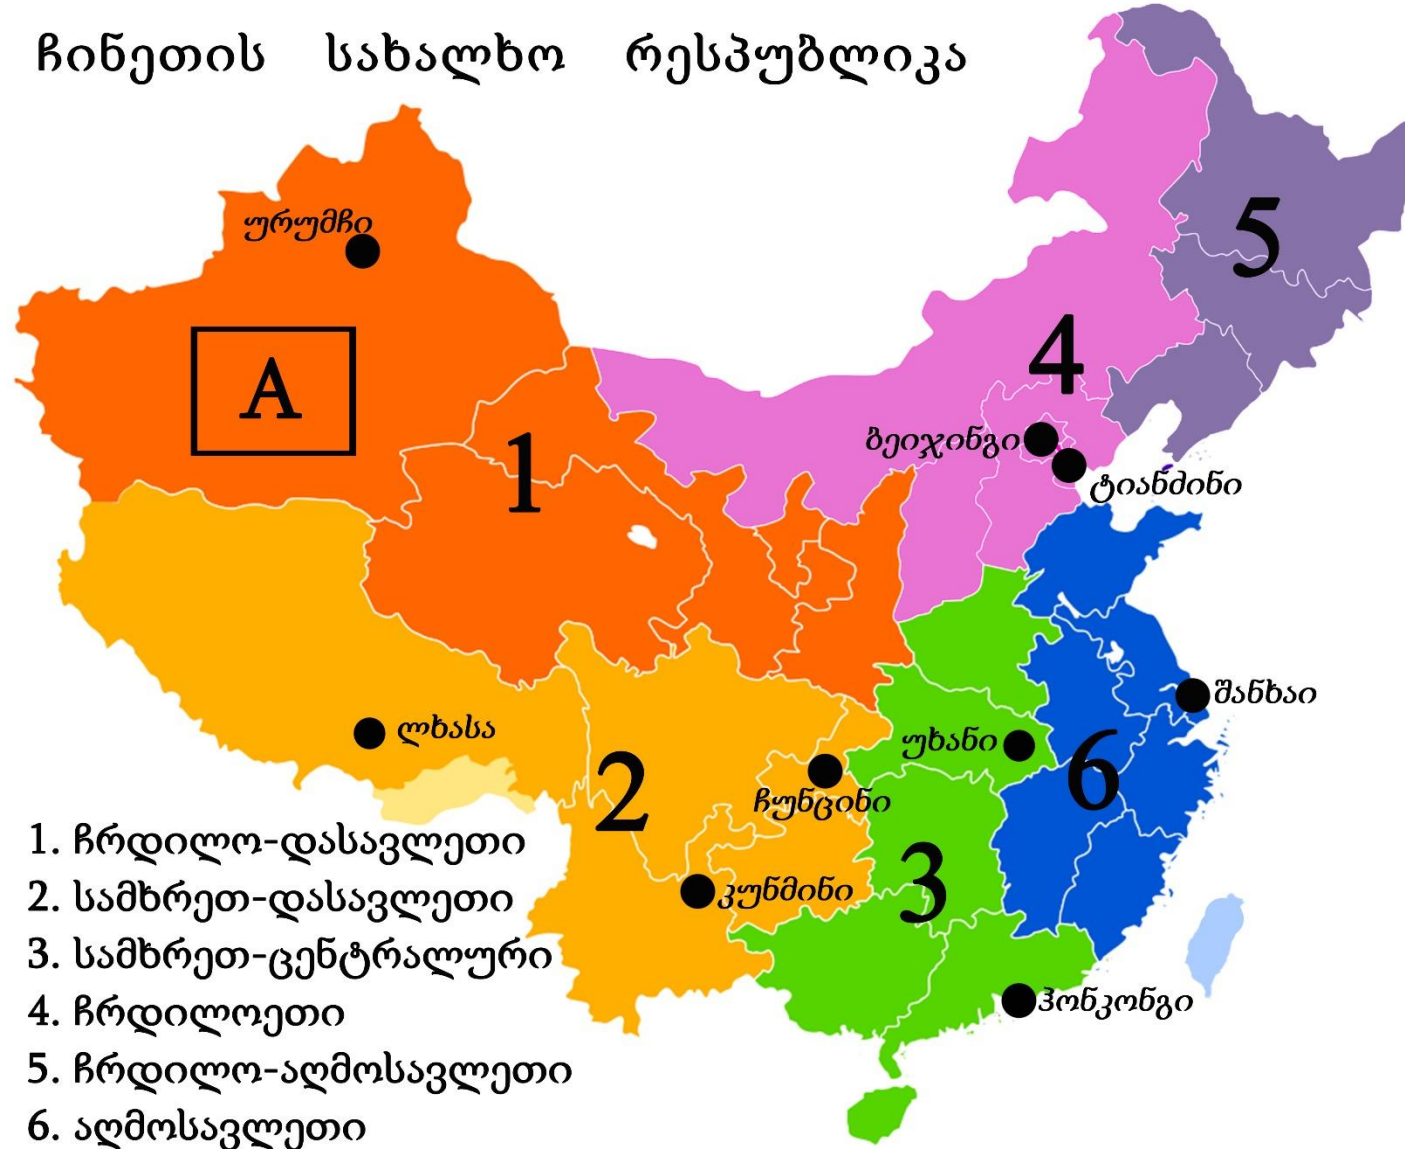 ჩინეთის სახალხო რესპუბლიკა
5
ურუმჩი
4
A
ბეიჯინგი
1
ტიანძინი
შანხაი
ლხასა
უხანი
6
2
ჩუნცინი
3
კუნმინი
ჰონკონგი
1. ჩრდილო-დასავლეთი
2. სამხრეთ-დასავლეთი
3. სამხრეთ-ცენტრალური
4. ჩრდილოეთი
5. ჩრდილო-აღმოსავლეთი
6. აღმოსავლეთი